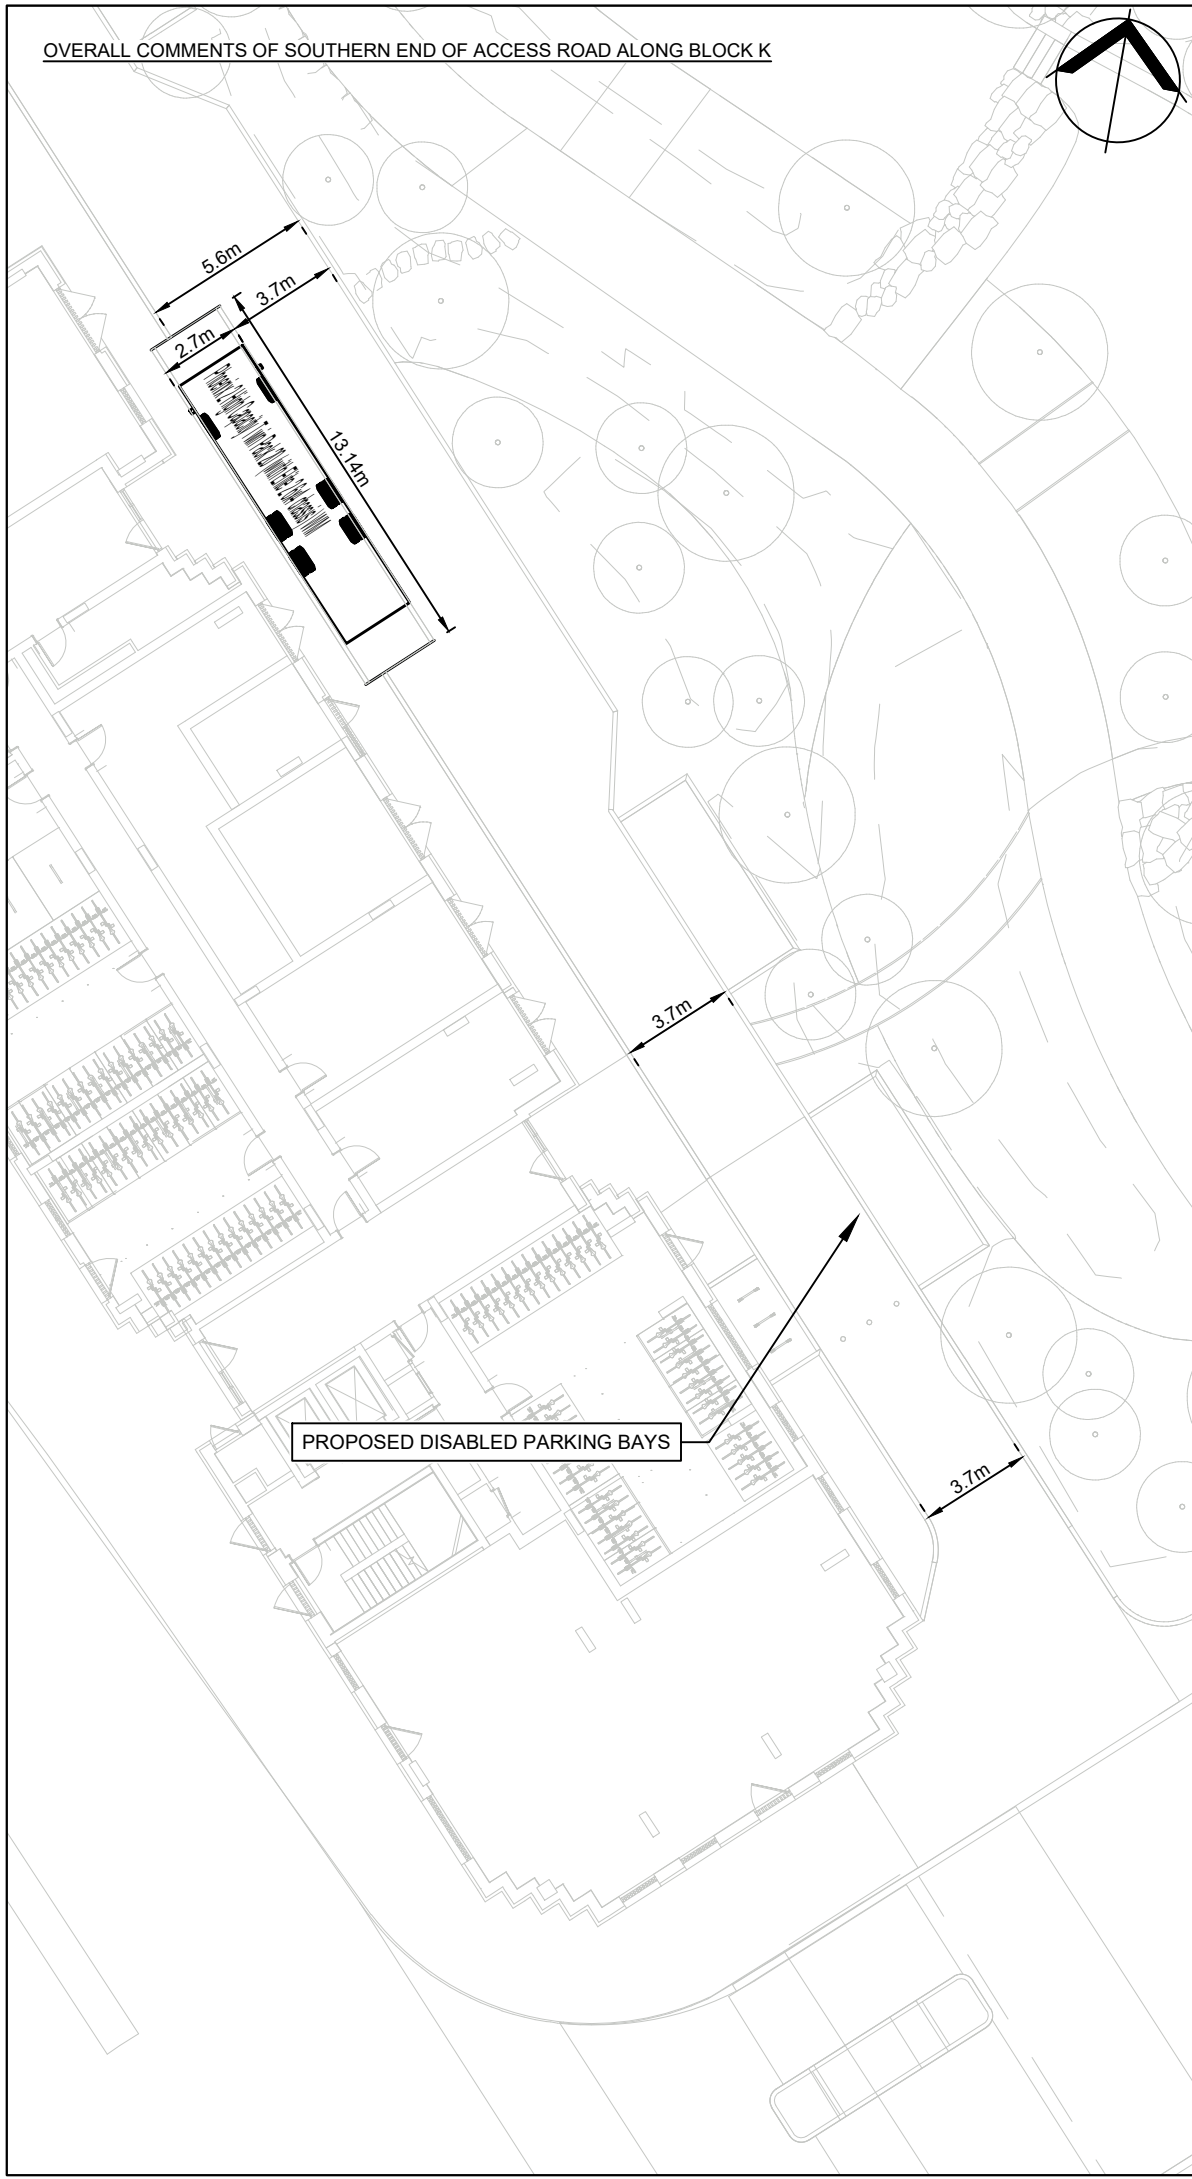 OVERALL COMMENTS OF SOUTHERN END OF ACCESS ROAD ALONG BLOCK K
5.6m
3.7m
2.7m
13.14m
3.7m
PROPOSED DISABLED PARKING BAYS
3.7m